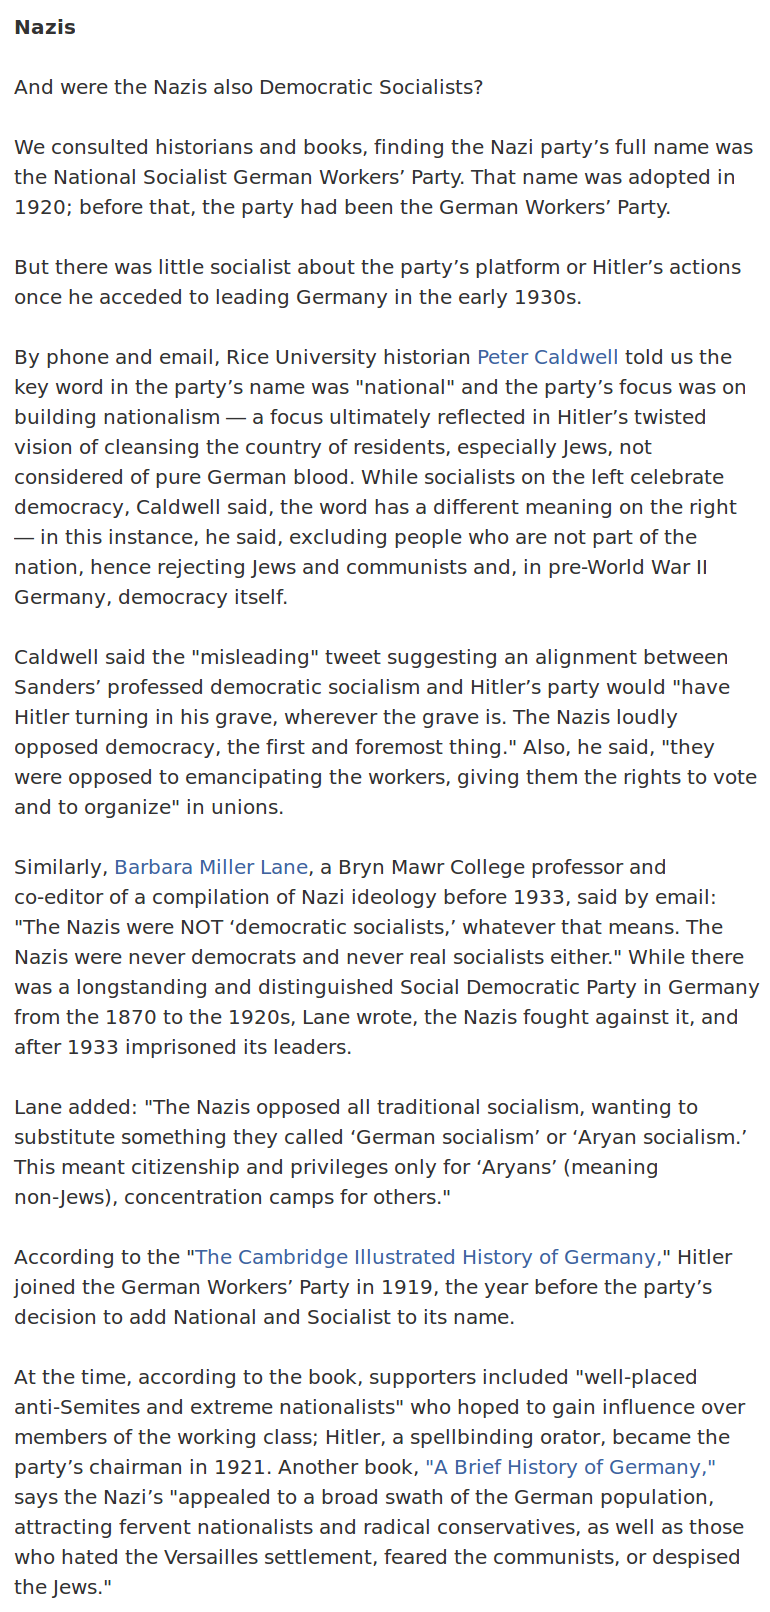 Nazis
And were the Nazis also Democratic Socialists?
We consulted historians and books, finding the Nazi party’s full name was
the National Socialist German Workers’ Party. That name was adopted in
1920; before that, the party had been the German Workers’ Party.
But there was little socialist about the party’s platform or Hitler’s actions
once he acceded to leading Germany in the early 1930s.
By phone and email, Rice University historian Peter Caldwell told us the
key word in the party’s name was "national" and the party’s focus was on
building nationalism — a focus ultimately reflected in Hitler’s twisted
vision of cleansing the country of residents, especially Jews, not
considered of pure German blood. While socialists on the left celebrate
democracy, Caldwell said, the word has a different meaning on the right
— in this instance, he said, excluding people who are not part of the
nation, hence rejecting Jews and communists and, in pre-World War II
Germany, democracy itself.
Caldwell said the "misleading" tweet suggesting an alignment between
Sanders’ professed democratic socialism and Hitler’s party would "have
Hitler turning in his grave, wherever the grave is. The Nazis loudly
opposed democracy, the first and foremost thing." Also, he said, "they
were opposed to emancipating the workers, giving them the rights to vote
and to organize" in unions.
Similarly, Barbara Miller Lane, a Bryn Mawr College professor and
co-editor of a compilation of Nazi ideology before 1933, said by email:
"The Nazis were NOT ‘democratic socialists,’ whatever that means. The
Nazis were never democrats and never real socialists either." While there
was a longstanding and distinguished Social Democratic Party in Germany
from the 1870 to the 1920s, Lane wrote, the Nazis fought against it, and
after 1933 imprisoned its leaders.
Lane added: "The Nazis opposed all traditional socialism, wanting to
substitute something they called ‘German socialism’ or ‘Aryan socialism.’
This meant citizenship and privileges only for ‘Aryans’ (meaning
non-Jews), concentration camps for others."
According to the "The Cambridge Illustrated History of Germany," Hitler
joined the German Workers’ Party in 1919, the year before the party’s
decision to add National and Socialist to its name.
At the time, according to the book, supporters included "well-placed
anti-Semites and extreme nationalists" who hoped to gain influence over
members of the working class; Hitler, a spellbinding orator, became the
party’s chairman in 1921. Another book, "A Brief History of Germany,"
says the Nazi’s "appealed to a broad swath of the German population,
attracting fervent nationalists and radical conservatives, as well as those
who hated the Versailles settlement, feared the communists, or despised
the Jews."